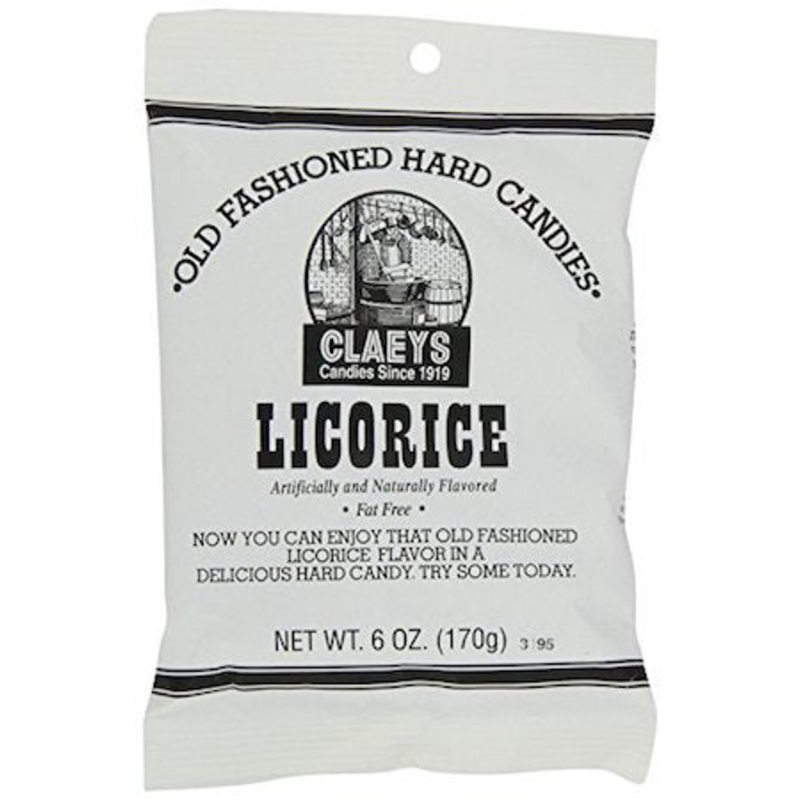 •OLD FASHIONED HARD CANDIES•
CLAEYS
Candies Since 1919
LICORICE
Artificially and Naturally Flavored
• Fat Free •
NOW YOU CAN ENJOY THAT OLD FASHIONED
LICORICE FLAVOR IN A
DELICIOUS HARD CANDY. TRY SOME TODAY.
NET WT. 6 OZ. (170g) 3 95